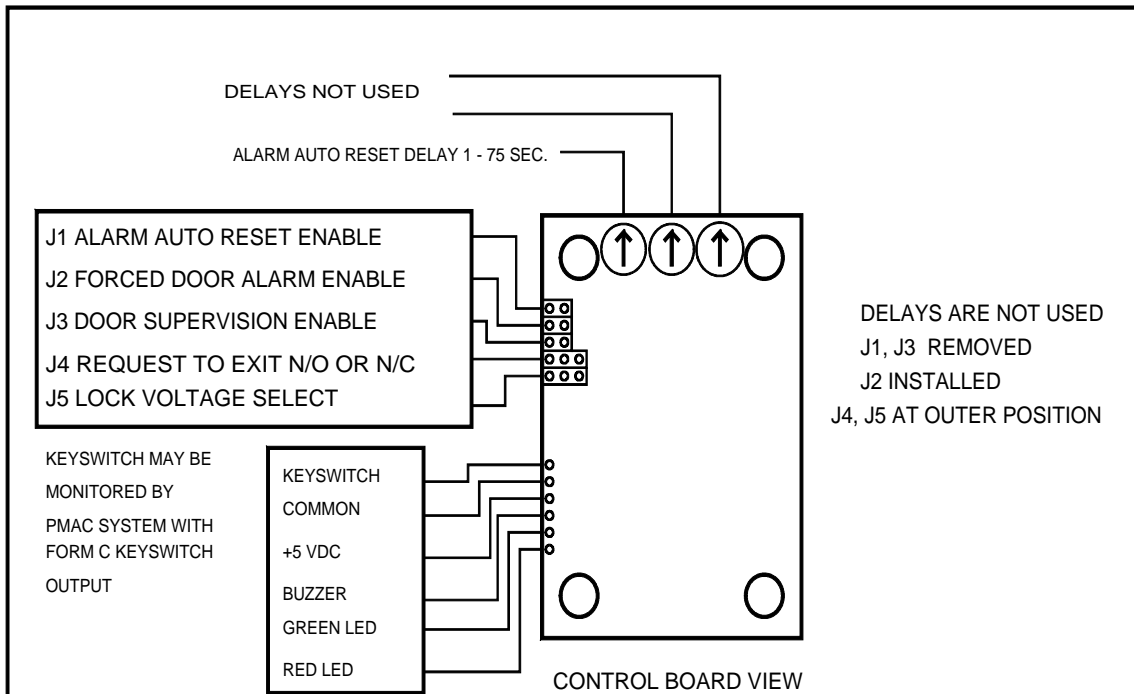 DELAYS NOT USED
ALARM AUTO RESET DELAY 1 - 75 SEC.
J1 ALARM AUTO RESET ENABLE
J2 FORCED DOOR ALARM ENABLE
J3 DOOR SUPERVISION ENABLE
J4 REQUEST TO EXIT N/O OR N/C
J5 LOCK VOLTAGE SELECT
DELAYS ARE NOT USED
J1, J3 REMOVED
J2 INSTALLED
J4, J5 AT OUTER POSITION
KEYSWITCH MAY BE
MONITORED BY
PMAC SYSTEM WITH
FORM C KEYSWITCH
OUTPUT
KEYSWITCH
COMMON
+5 VDC
BUZZER
GREEN LED
RED LED
CONTROL BOARD VIEW